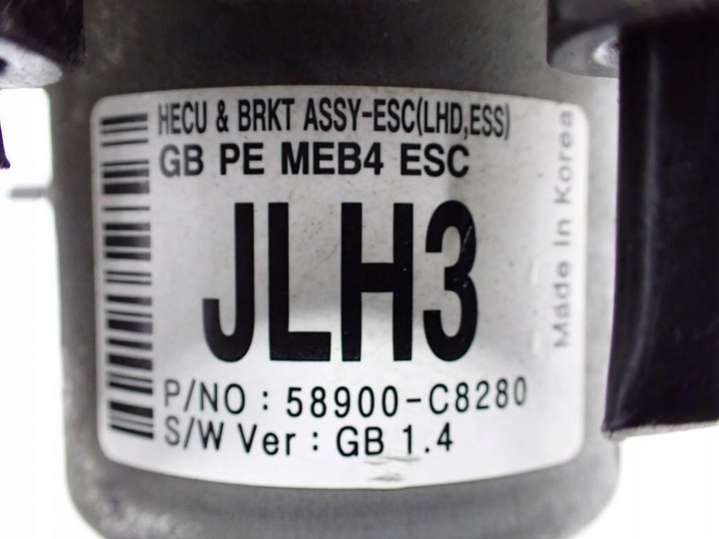 HECU & BRKT ASSY-ESC(LHD,ESS)
GB PE MEB4 ESC
JLH3
P/NO : 58900-C8280
S/W Ver : GB 1.4
Made in Korea